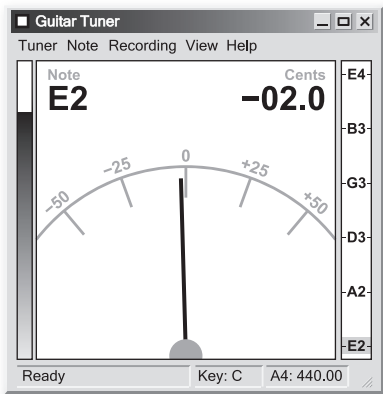 Guitar Tuner
Tuner Note Recording View Help
Note Cents
E2 −02.0
−50 −25 0 +25 +50
E4
B3
G3
D3
A2
E2
Ready Key: C A4: 440.00